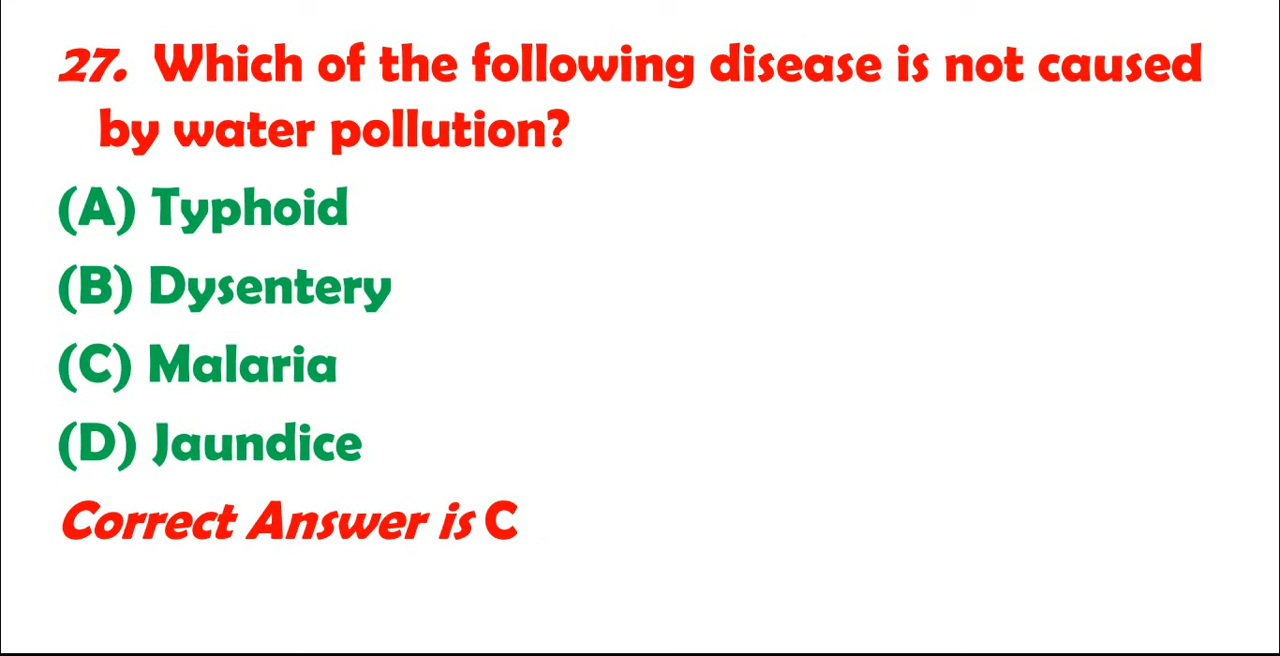 27. Which of the following disease is not caused
by water pollution?
(A) Typhoid
(B) Dysentery
(C) Malaria
(D) Jaundice
Correct Answer is C